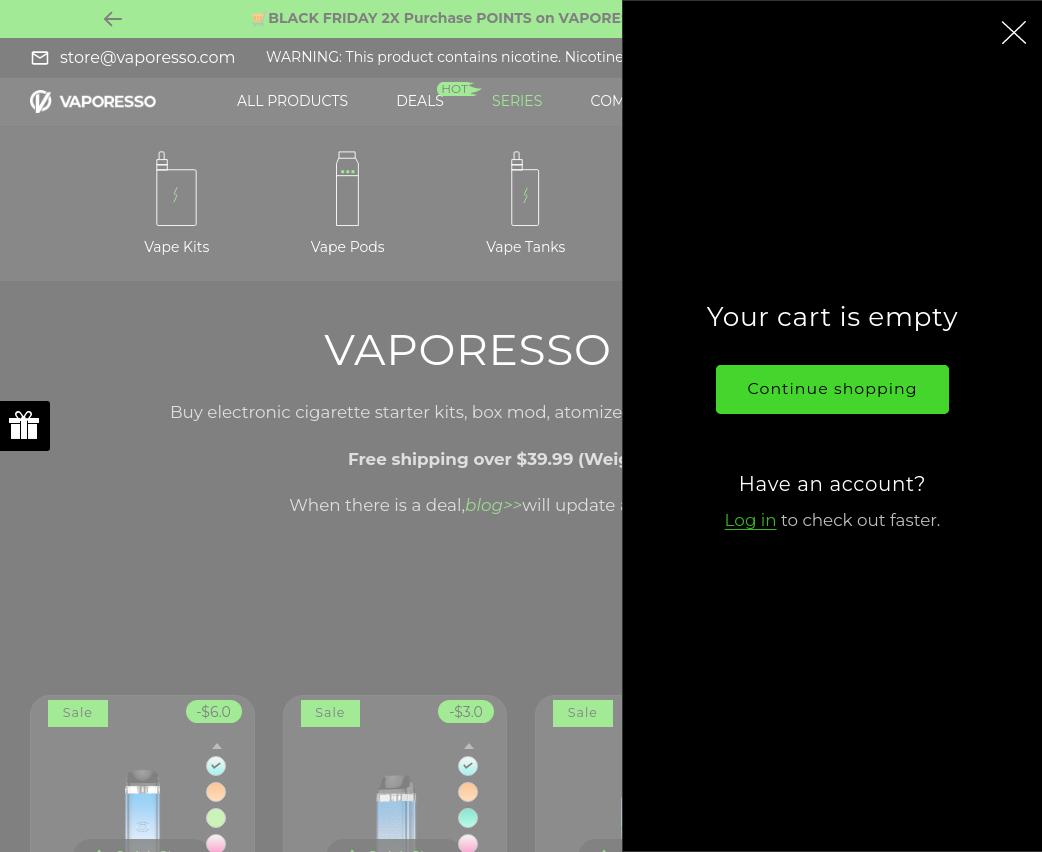 BLACK FRIDAY 2X Purchase POINTS on VAPORE
store@vaporesso.com
WARNING: This product contains nicotine. Nicotine
VAPORESSO
ALL PRODUCTS
DEALS
HOT
SERIES
COM
Vape Kits
Vape Pods
Vape Tanks
VAPORESSO
Buy electronic cigarette starter kits, box mod, atomize
Free shipping over $39.99 (Weig
When there is a deal,blog>>will update
Your cart is empty
Continue shopping
Have an account?
Log in to check out faster.
Sale
-$6.0
Sale
-$3.0
Sale